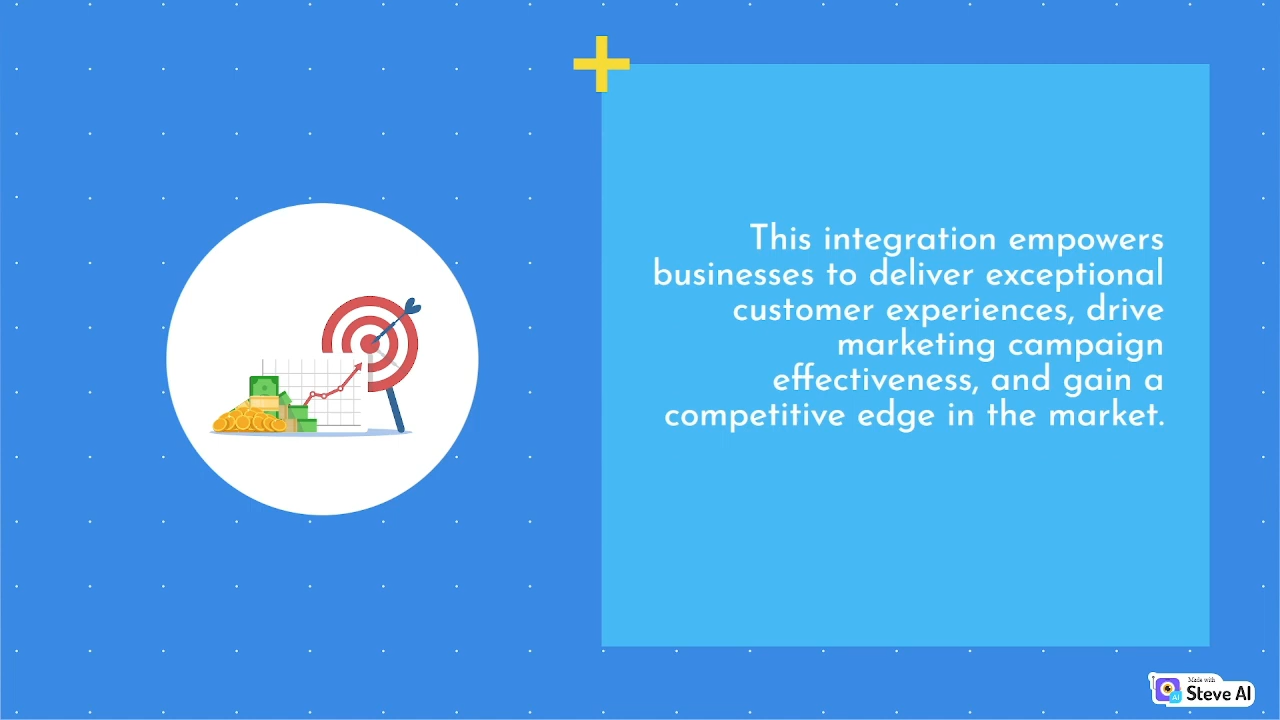 This integration empowers
businesses to deliver exceptional
customer experiences, drive
marketing campaign
effectiveness, and gain a
competitive edge in the market.
Made with
Steve AI